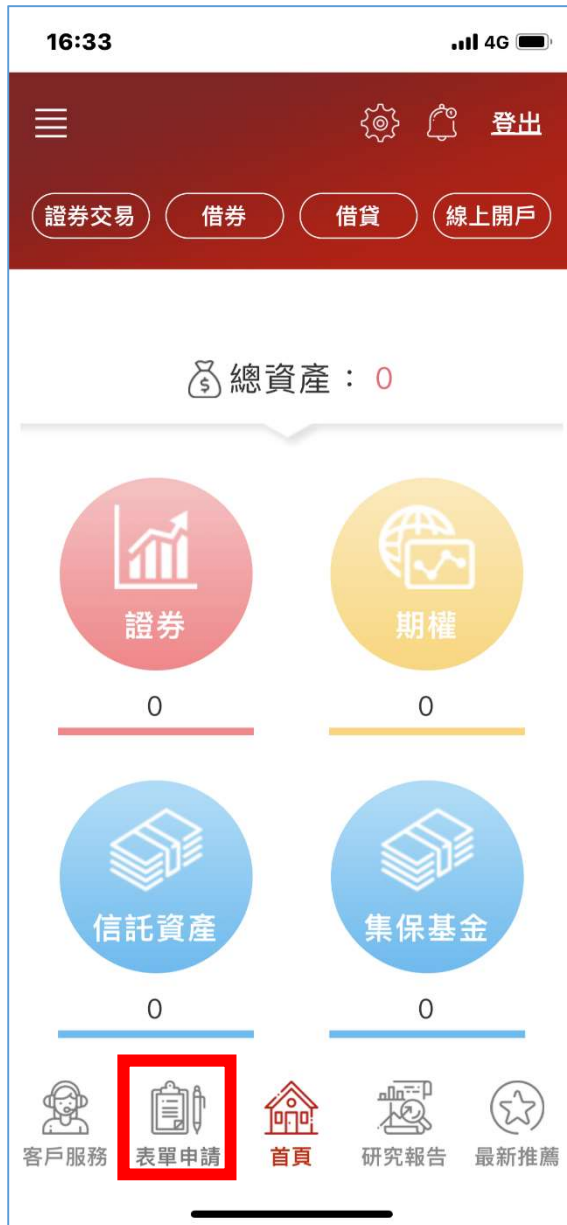 16:33 4G
登出
證券交易 借券 借貸 線上開戶
$ 總資產： 0
證券 期權
0 0
信託資產 集保基金
0 0
客戶服務 表單申請 首頁 研究報告 最新推薦